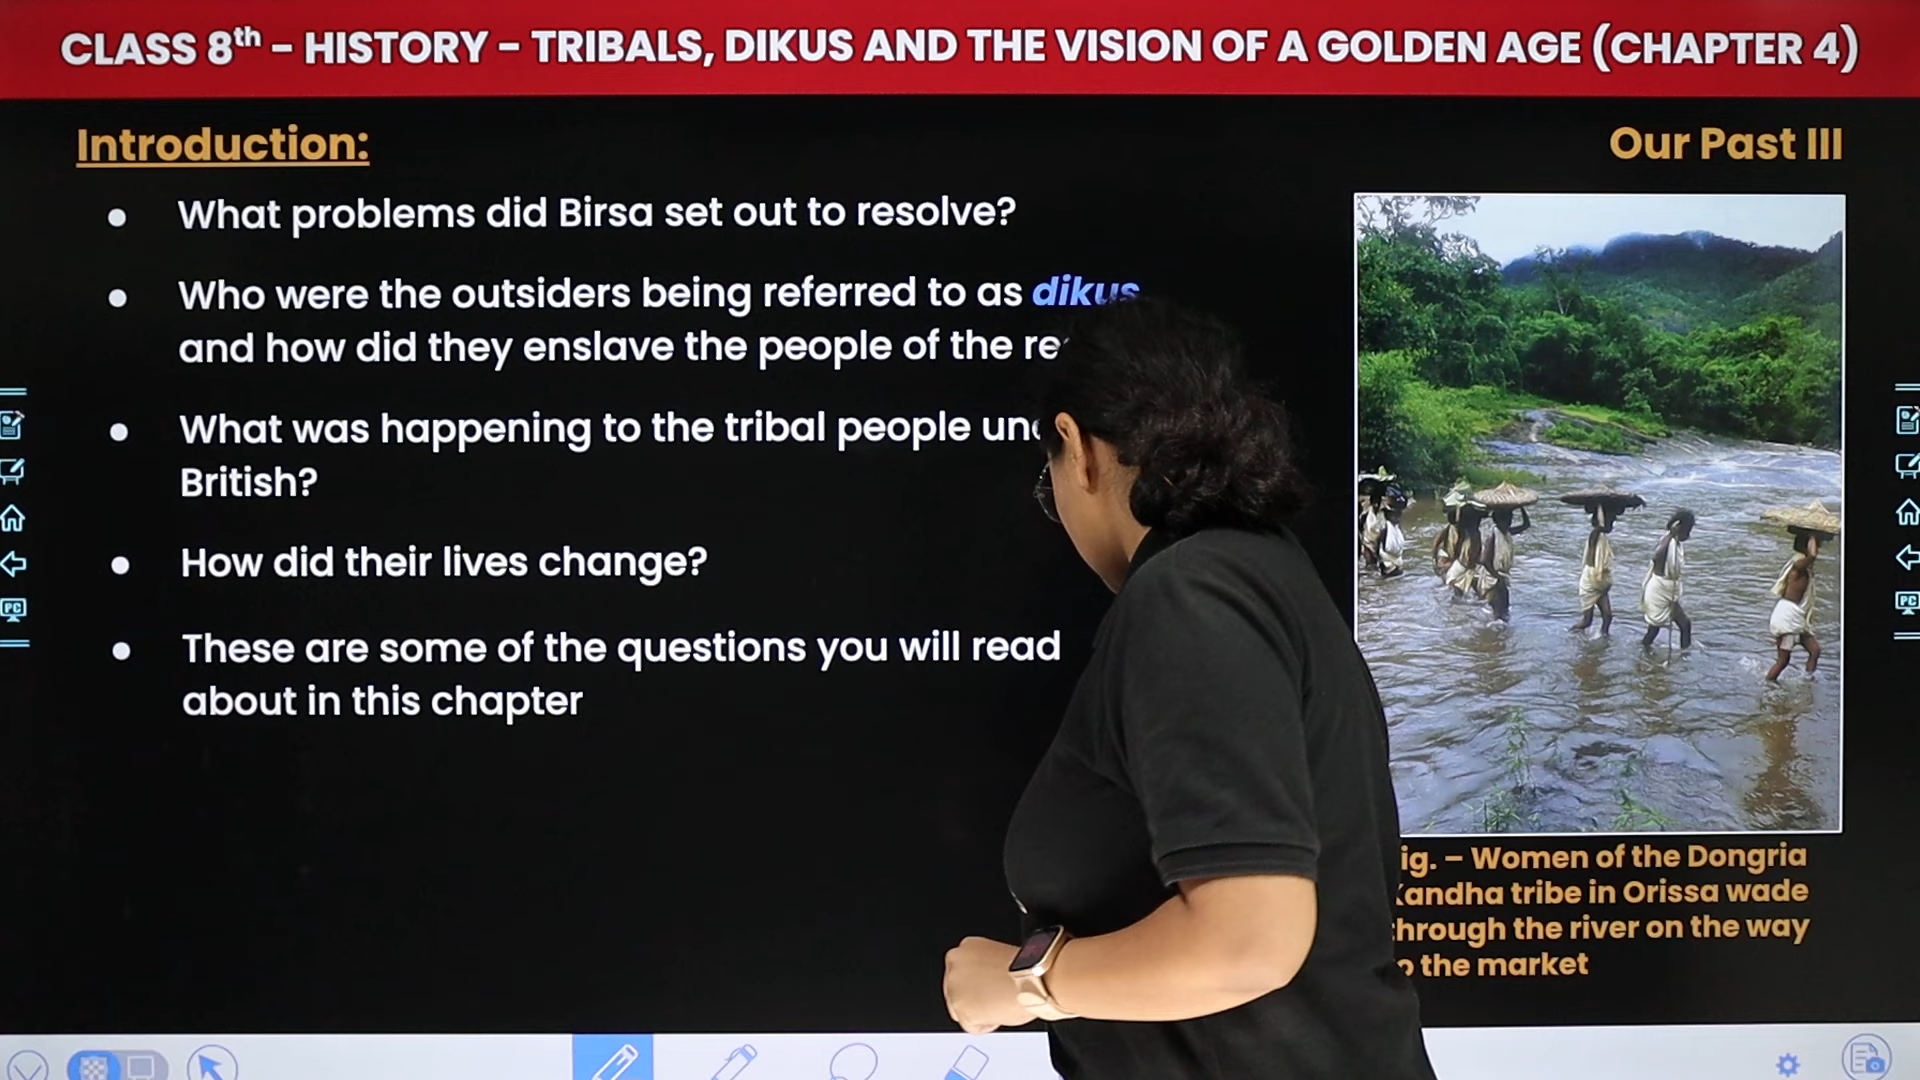 CLASS 8th – HISTORY – TRIBALS, DIKUS AND THE VISION OF A GOLDEN AGE (CHAPTER 4)
Introduction:
Our Past III
● What problems did Birsa set out to resolve?
● Who were the outsiders being referred to as dikus
and how did they enslave the people of the
● What was happening to the tribal people
British?
● How did their lives change?
● These are some of the questions you will read
about in this chapter
– Women of the Dongria
tribe in Orissa wade
the river on the way
the market
PC
PC